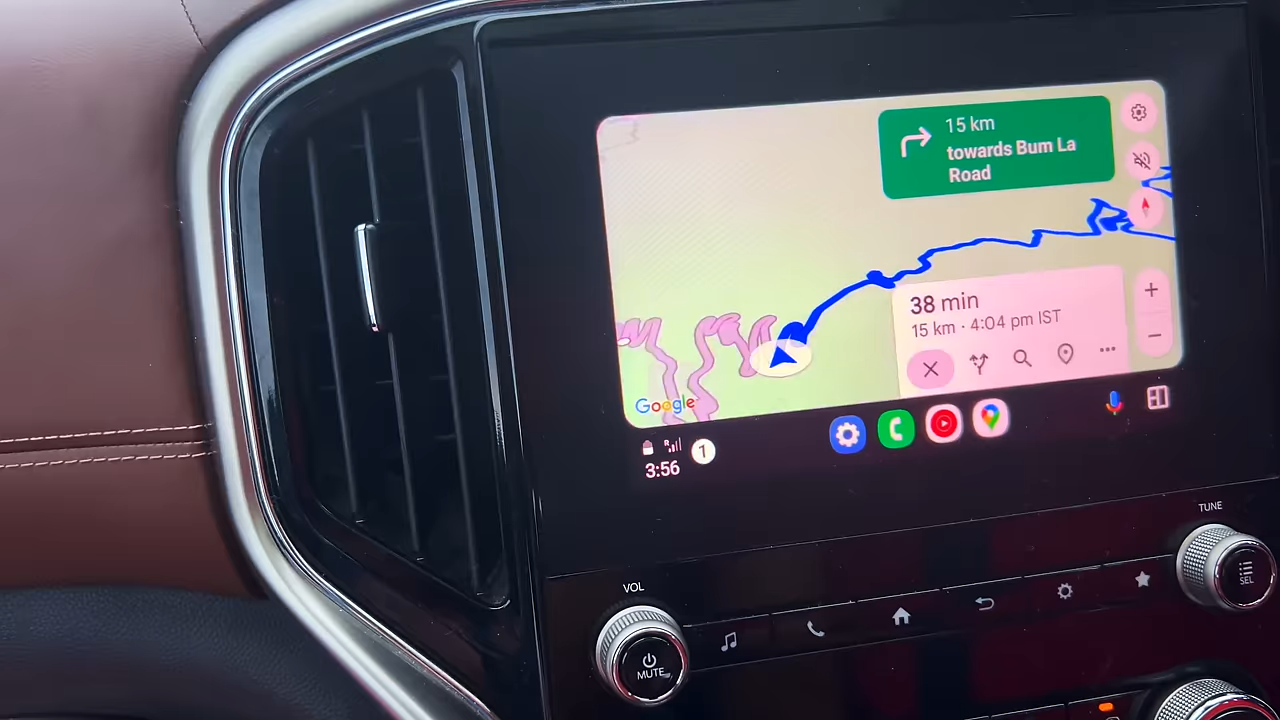 15 km
towards Bum La
Road
38 min
15 km · 4:04 pm IST
Google
R
3:56
1
TUNE
SEL
VOL
MUTE